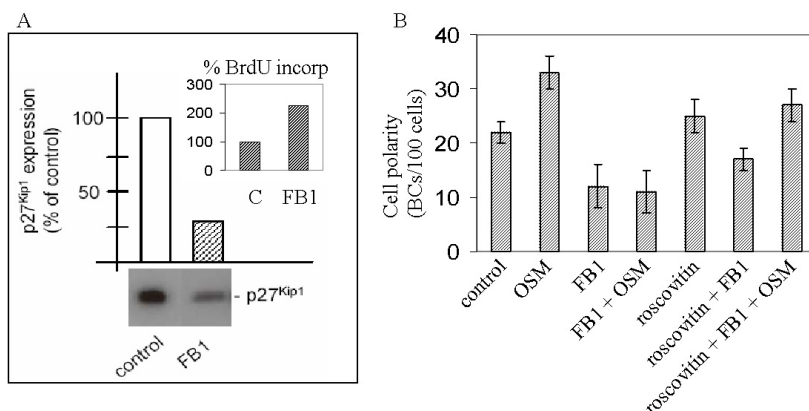 A
% BrdU incorp
300
200
100
0
C FB1
p27Kip1 expression
(% of control)
100
50
- p27Kip1
control
FB1
B
Cell polarity
(BCs/100 cells)
40
30
20
10
0
control
OSM
FB1
FB1 + OSM
roscovitin
roscovitin + FB1
roscovitin + FB1 + OSM